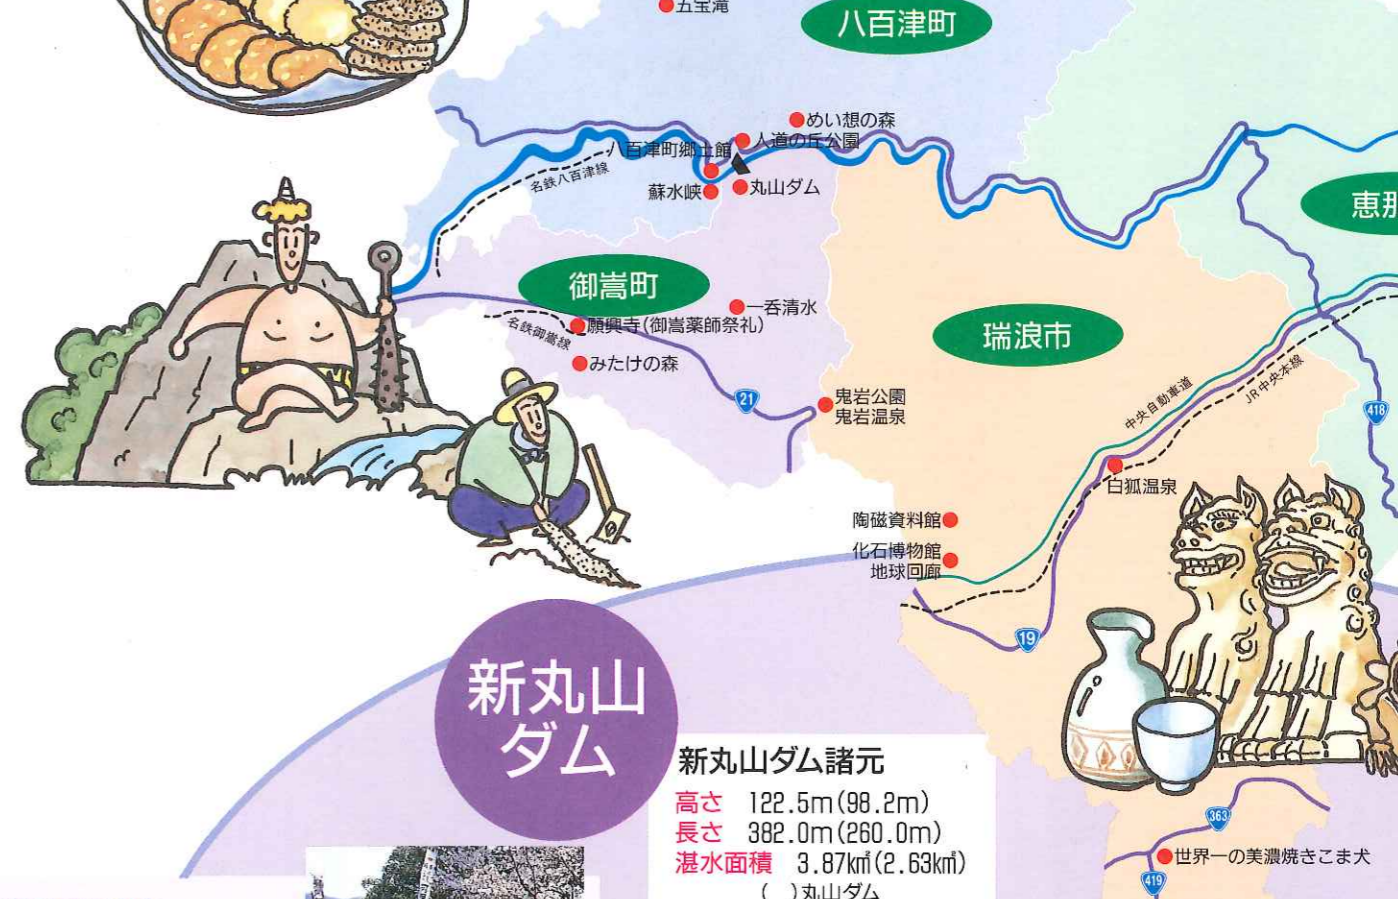 五宝滝
八百津町
めい想の森
人道の丘公園
八百津町郷土館
名鉄八百津線
蘇水峡
丸山ダム
恵那
御嵩町
一呑清水
名鉄御嵩線
願興寺(御嵩薬師祭礼)
みたけの森
瑞浪市
21
鬼岩公園
鬼岩温泉
中央自動車道
JR中央本線
418
白狐温泉
陶磁資料館
化石博物館
地球回廊
19
新丸山
ダム
新丸山ダム諸元
高さ 122.5m(98.2m)
長さ 382.0m(260.0m)
湛水面積 3.87k㎡(2.63k㎡)
( )丸山ダム
363
世界一の美濃焼きこま犬
419